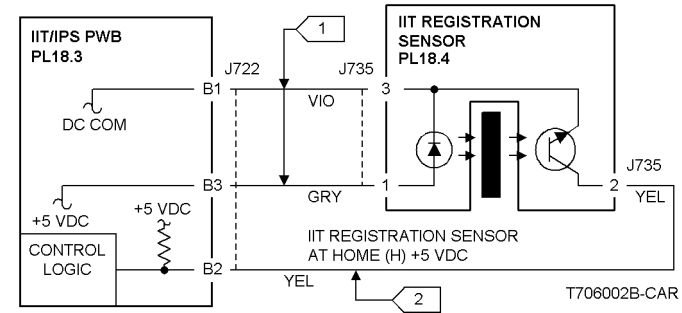 IIT/IPS PWB
PL18.3
J722
B1
DC COM
B3
+5 VDC
+5 VDC
CONTROL
LOGIC
B2
1
J735
VIO
GRY
IIT REGISTRATION
SENSOR
PL18.4
3
1
J735
2
YEL
IIT REGISTRATION SENSOR
AT HOME (H) +5 VDC
YEL
2
T706002B-CAR